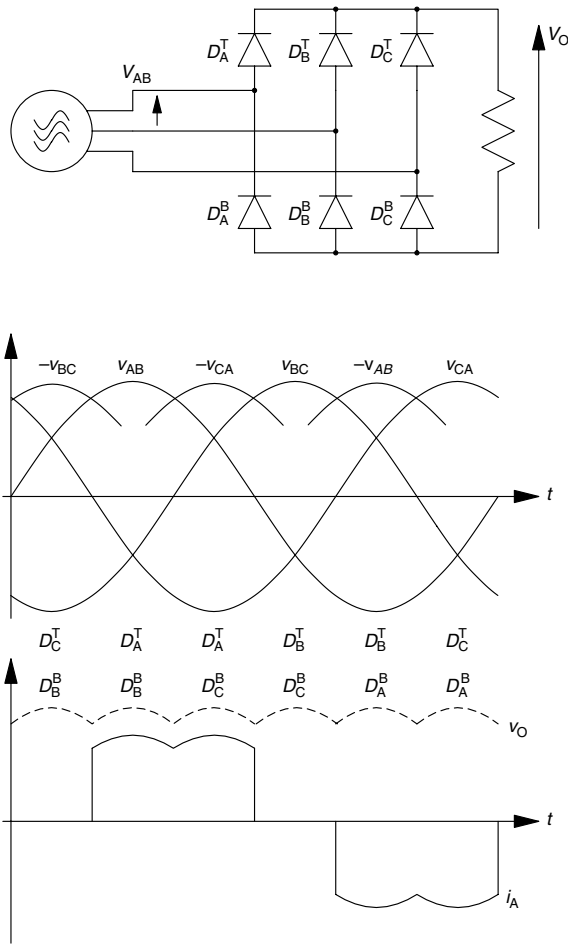 D_A^T D_B^T D_C^T V_O
V_AB
D_A^B D_B^B D_C^B
–v_BC v_AB –v_CA v_BC –v_AB v_CA
t
D_C^T D_A^T D_A^T D_B^T D_B^T D_C^T
D_B^B D_B^B D_C^B D_C^B D_A^B D_A^B
v_O
t
i_A